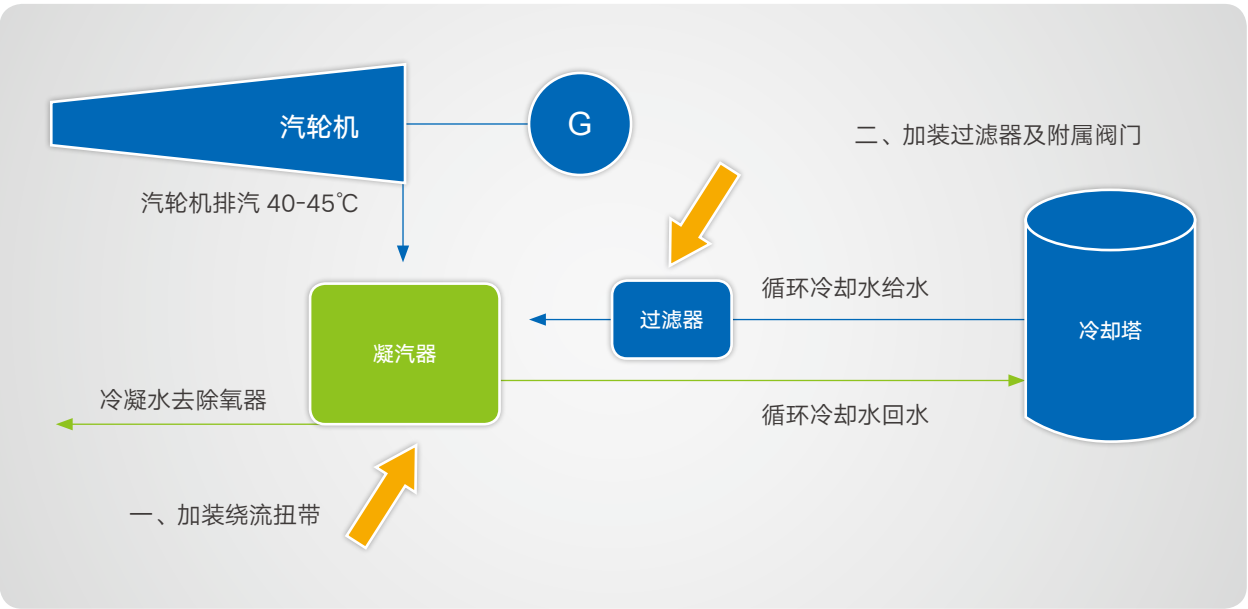 汽轮机
G
二、加装过滤器及附属阀门
汽轮机排汽 40-45℃
循环冷却水给水
过滤器
冷却塔
凝汽器
冷凝水去除氧器
循环冷却水回水
一、加装绕流扭带